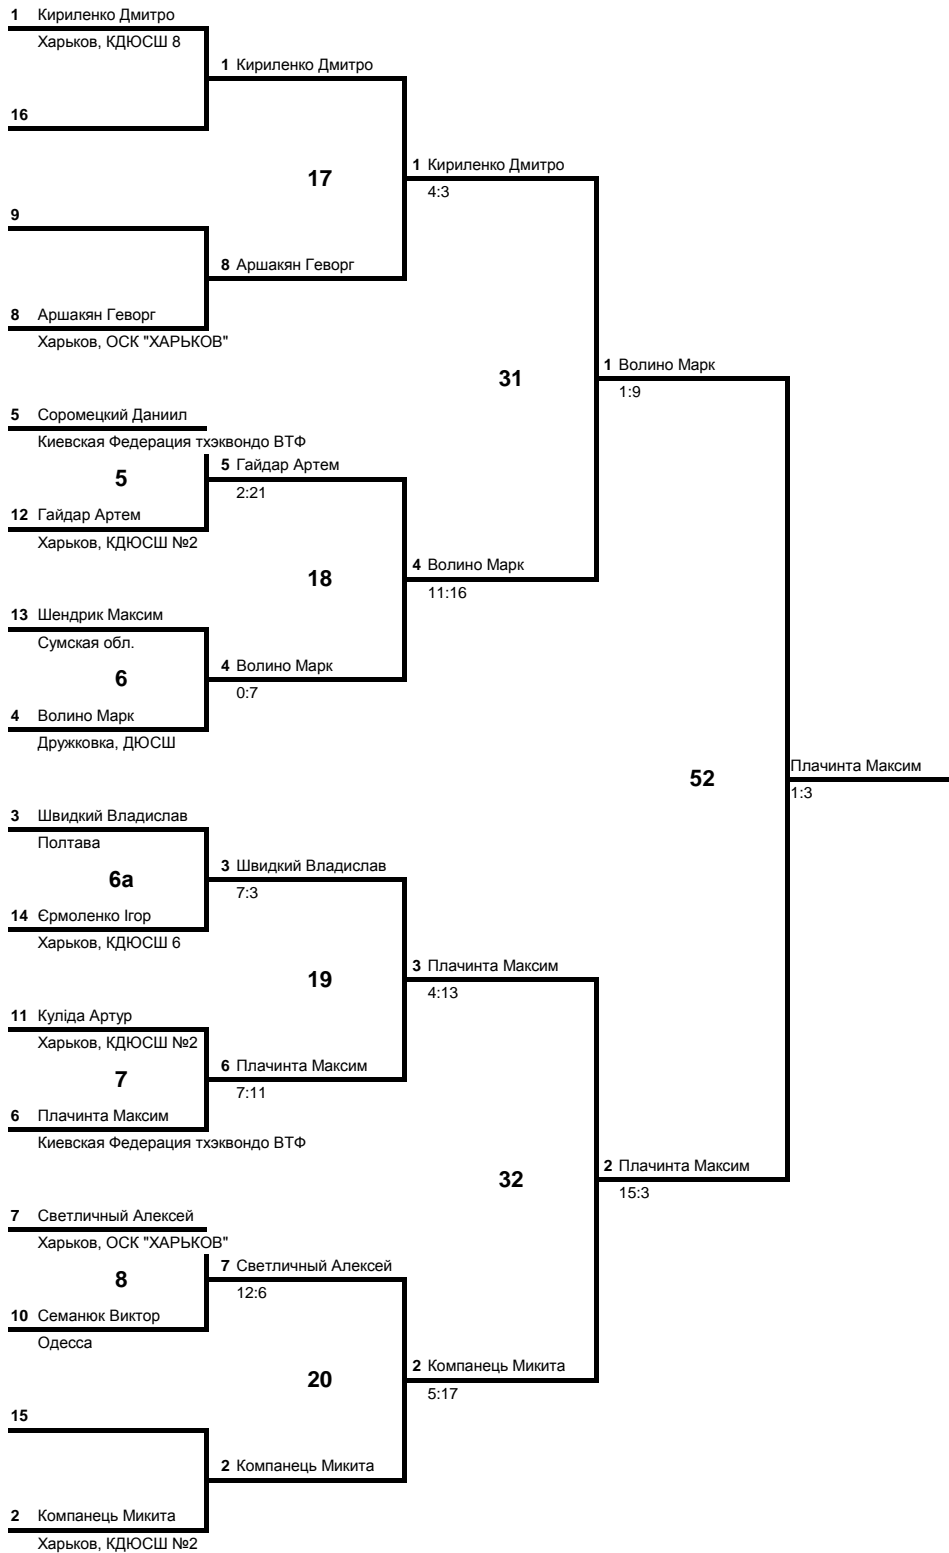 1 Кириленко Дмитро
Харьков, КДЮСШ 8
1 Кириленко Дмитро
16
1 Кириленко Дмитро
17
4:3
9
8 Аршакян Геворг
8 Аршакян Геворг
Харьков, ОСК "ХАРЬКОВ"
1 Волино Марк
31
1:9
5 Соромецкий Даниил
Киевская Федерация тхэквондо ВТФ
5 Гайдар Артем
5
2:21
12 Гайдар Артем
Харьков, КДЮСШ №2
4 Волино Марк
18
11:16
13 Шендрик Максим
Сумская обл.
4 Волино Марк
6
0:7
4 Волино Марк
Дружковка, ДЮСШ
Плачинта Максим
52
1:3
3 Швидкий Владислав
Полтава
3 Швидкий Владислав
6а
7:3
14 Єрмоленко Ігор
Харьков, КДЮСШ 6
3 Плачинта Максим
19
4:13
11 Куліда Артур
Харьков, КДЮСШ №2
6 Плачинта Максим
7
7:11
6 Плачинта Максим
Киевская Федерация тхэквондо ВТФ
2 Плачинта Максим
32
15:3
7 Светличный Алексей
Харьков, ОСК "ХАРЬКОВ"
7 Светличный Алексей
8
12:6
10 Семанюк Виктор
Одесса
2 Компанець Микита
20
5:17
15
2 Компанець Микита
2 Компанець Микита
Харьков, КДЮСШ №2